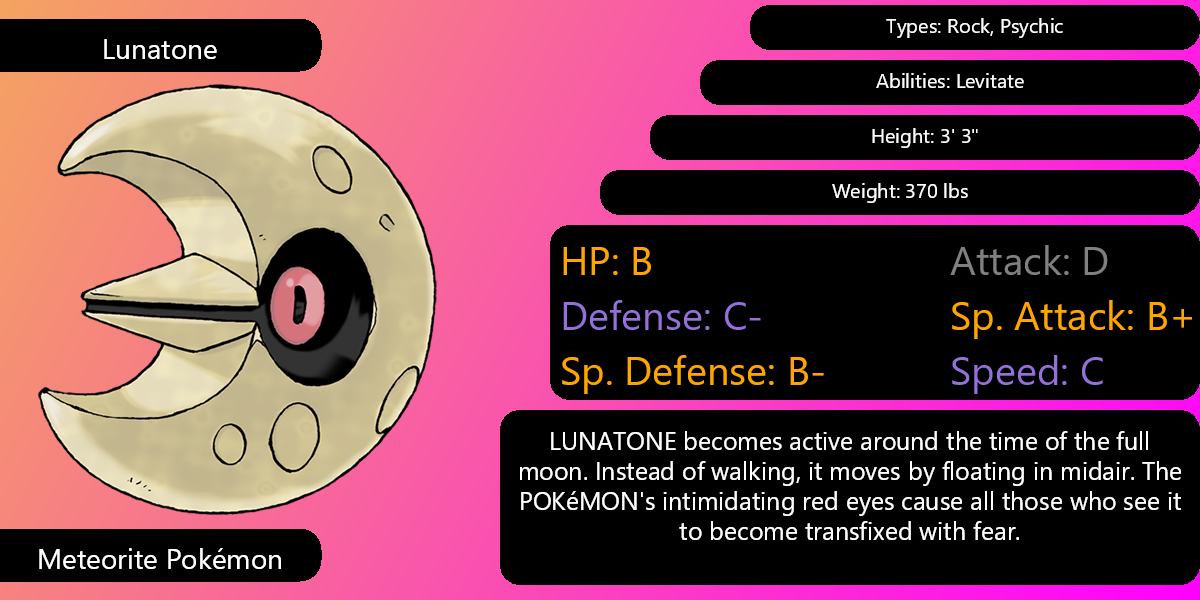 Lunatone
Types: Rock, Psychic
Abilities: Levitate
Height: 3' 3"
Weight: 370 lbs
HP: B
Attack: D
Defense: C-
Sp. Attack: B+
Sp. Defense: B-
Speed: C
LUNATONE becomes active around the time of the full
moon. Instead of walking, it moves by floating in midair. The
POKéMON's intimidating red eyes cause all those who see it
to become transfixed with fear.
Meteorite Pokémon